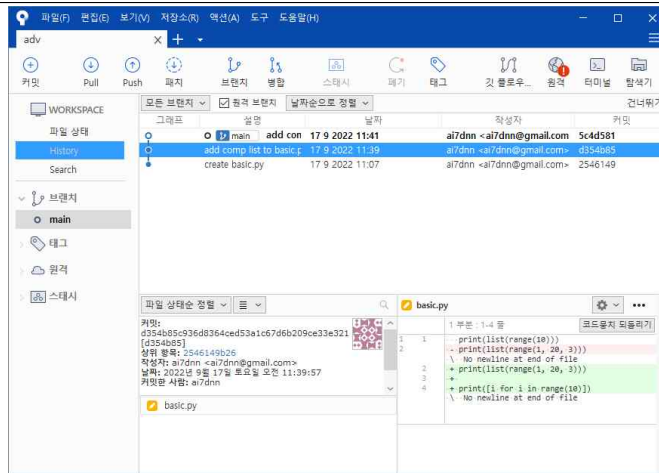 파일(F) 편집(E) 보기(V) 저장소(R) 액션(A) 도구 도움말(H)
adv
커밋 Pull Push 패치 브랜치 병합 스태시 폐기 태그 깃 플로우... 원격 터미널 탐색기
WORKSPACE
파일 상태
History
Search
브랜치
main
태그
원격
스태시
모든 브랜치 원격 브랜치 날짜순으로 정렬 건너뛰기
그래프 설명 날짜 작성자 커밋
main add con 17 9 2022 11:41 ai7dnn <ai7dnn@gmail.com 5c4d581
add comp list to basic.p 17 9 2022 11:39 ai7dnn <ai7dnn@gmail.com> d354b85
create basic.py 17 9 2022 11:07 ai7dnn <ai7dnn@gmail.com> 2546149
파일 상태순 정렬
커밋:
d354b85c936d8364ced53a1c67d6b209ce33e321
[d354b85]
상위 항목: 2546149b26
작성자: ai7dnn <ai7dnn@gmail.com>
날짜: 2022년 9월 17일 토요일 오전 11:39:57
커밋한 사람: ai7dnn
basic.py
basic.py
1 부분 : 1-4 줄 코드뭉치 되돌리기
1 1 print(list(range(10)))
2 - print(list(range(1, 20, 3)))
\ No newline at end of file
2 + print(list(range(1, 20, 3)))
3 +
4 + print([i for i in range(10)])
\ No newline at end of file